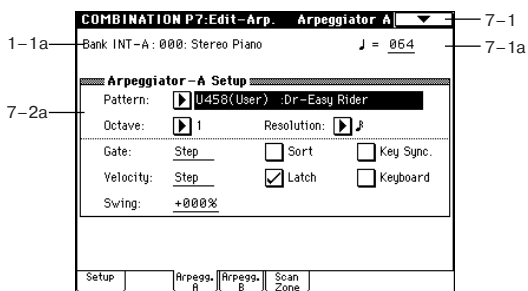 COMBINATION P7:Edit-Arp. Arpeggiator A
7-1
1-1a
Bank INT-A: 000: Stereo Piano ♩ = 064
7-1a
Arpeggiator-A Setup
7-2a
Pattern: U458(User) :Dr-Easy Rider
Octave: 1 Resolution: ♪
Gate: Step Sort Key Sync.
Velocity: Step Latch Keyboard
Swing: +000%
Setup Arpegg. A Arpegg. B Scan Zone